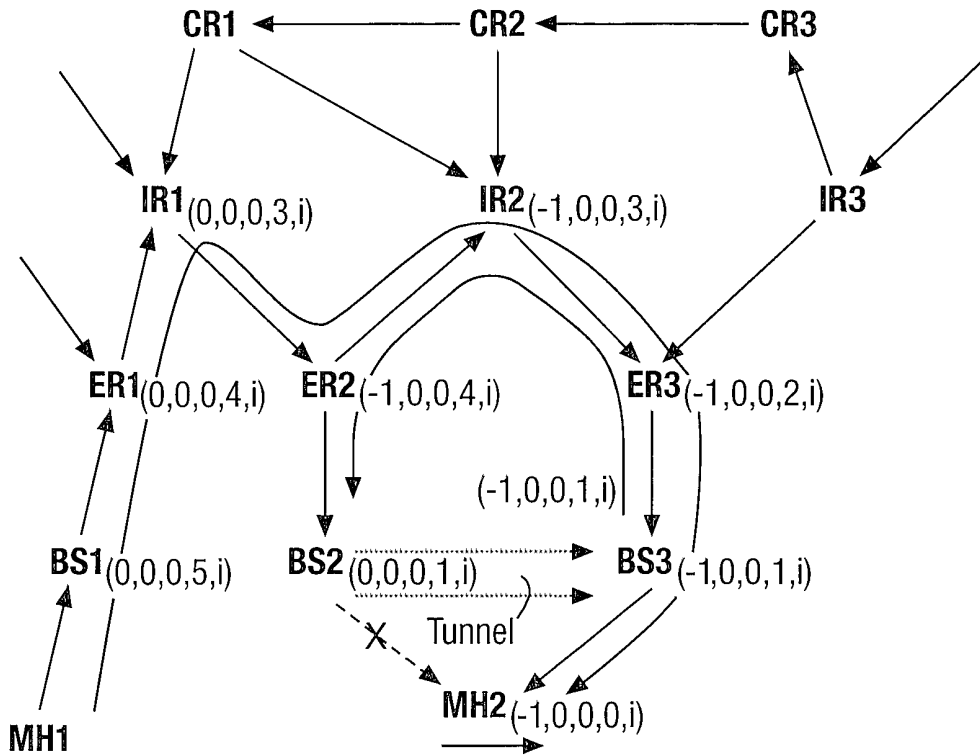 CR1 CR2 CR3
IR1(0,0,0,3,i) IR2(-1,0,0,3,i) IR3
ER1(0,0,0,4,i) ER2(-1,0,0,4,i) ER3(-1,0,0,2,i)
(-1,0,0,1,i)
BS1(0,0,0,5,i) BS2(0,0,0,1,i) BS3(-1,0,0,1,i)
X Tunnel
MH2(-1,0,0,0,i)
MH1